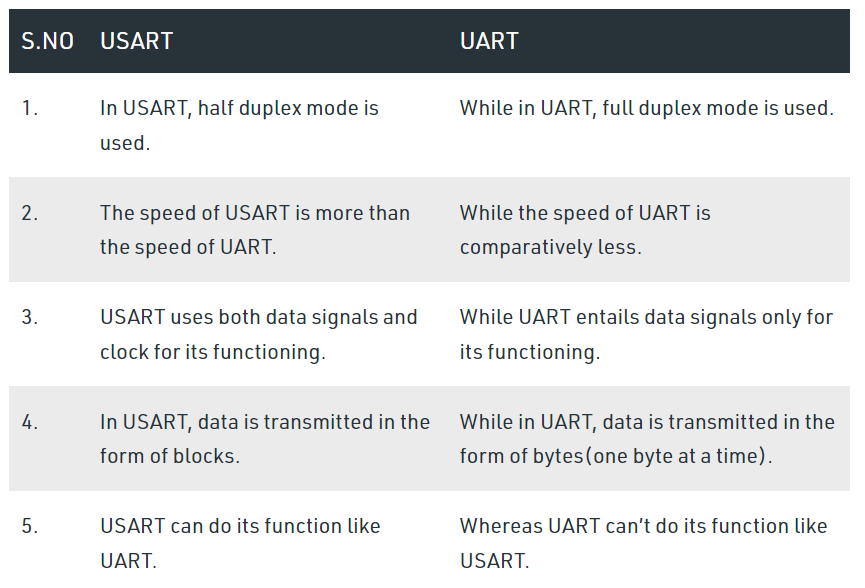 S.NO USART UART
1. In USART, half duplex mode is While in UART, full duplex mode is used.
used.
2. The speed of USART is more than While the speed of UART is
the speed of UART. comparatively less.
3. USART uses both data signals and While UART entails data signals only for
clock for its functioning. its functioning.
4. In USART, data is transmitted in the While in UART, data is transmitted in the
form of blocks. form of bytes(one byte at a time).
5. USART can do its function like Whereas UART can’t do its function like
UART. USART.